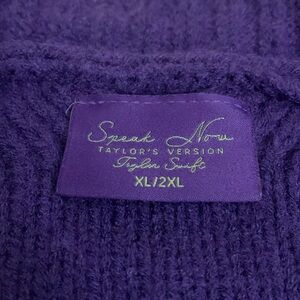 Speak Now
TAYLOR'S VERSION
Taylor Swift
XL/2XL